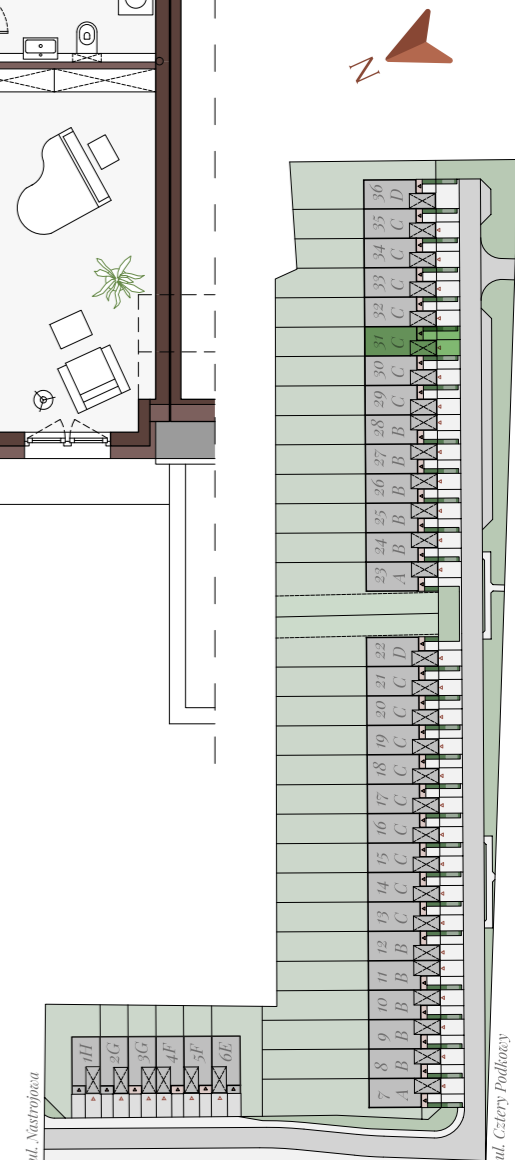 N
36 D
35 C
34 C
33 C
32 C
31 C
30 C
29 C
28 B
27 B
26 B
25 B
24 B
23 A
22 D
21 C
20 C
19 C
18 C
17 C
16 C
15 C
14 C
13 C
12 B
11 B
10 B
9 B
8 B
7 A
1H
2G
3G
4F
5F
6E
ul. Nastrojowa
ul. Cztery Podkowy